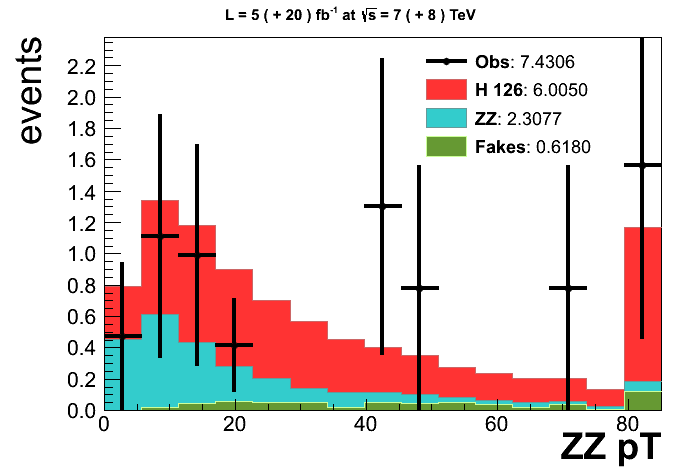 L = 5 ( + 20 ) fb⁻¹ at √s = 7 ( + 8 ) TeV
events
2.2
2.0
1.8
1.6
1.4
1.2
1.0
0.8
0.6
0.4
0.2
0.0
Obs: 7.4306
H 126: 6.0050
ZZ: 2.3077
Fakes: 0.6180
0 20 40 60 80
ZZ pT